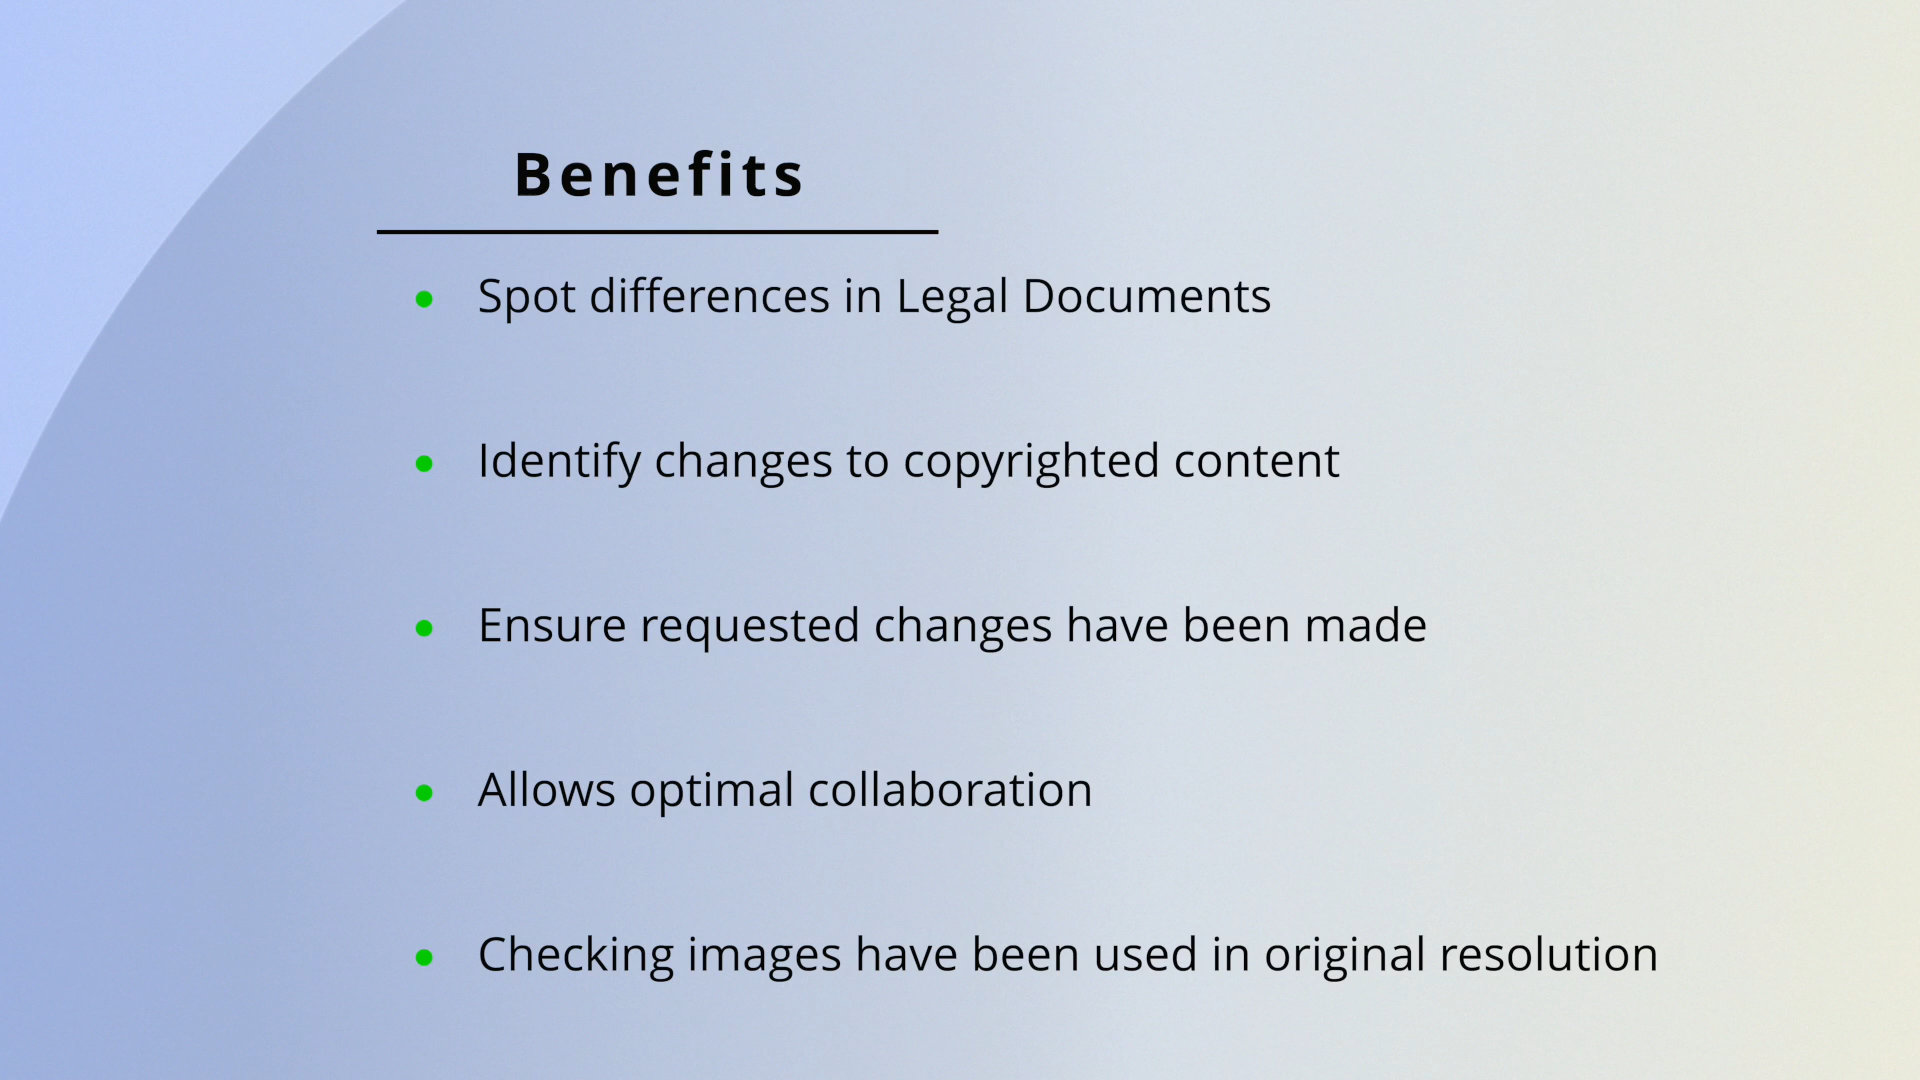 Benefits
Spot differences in Legal Documents
Identify changes to copyrighted content
Ensure requested changes have been made
Allows optimal collaboration
Checking images have been used in original resolution